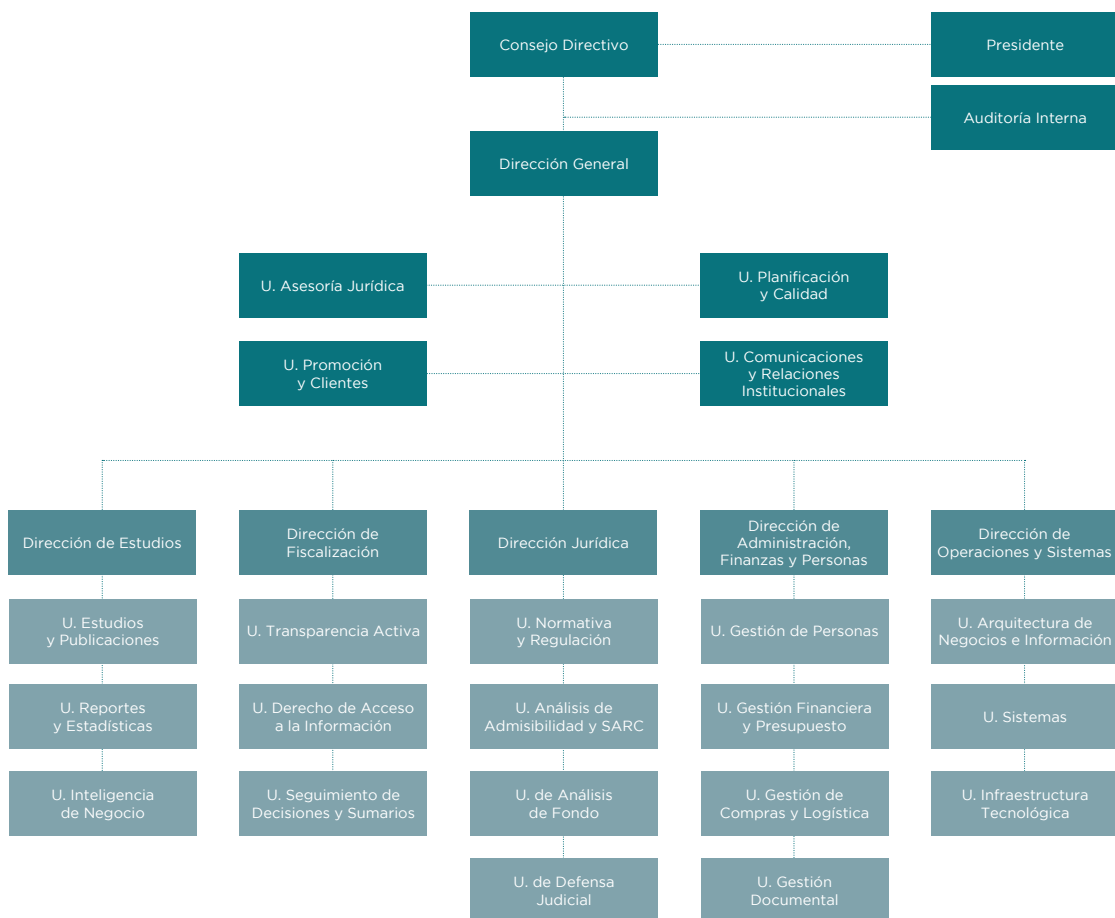 Consejo Directivo
Presidente
Auditoría Interna
Dirección General
U. Asesoría Jurídica
U. Planificación
y Calidad
U. Promoción
y Clientes
U. Comunicaciones
y Relaciones
Institucionales
Dirección de Estudios
Dirección de
Fiscalización
Dirección Jurídica
Dirección de
Administración,
Finanzas y Personas
Dirección de
Operaciones y Sistemas
U. Estudios
y Publicaciones
U. Transparencia Activa
U. Normativa
y Regulación
U. Gestión de Personas
U. Arquitectura de
Negocios e Información
U. Reportes
y Estadísticas
U. Derecho de Acceso
a la Información
U. Análisis de
Admisibilidad y SARC
U. Gestión Financiera
y Presupuesto
U. Sistemas
U. Inteligencia
de Negocio
U. Seguimiento de
Decisiones y Sumarios
U. de Análisis
de Fondo
U. Gestión de
Compras y Logística
U. Infraestructura
Tecnológica
U. de Defensa
Judicial
U. Gestión
Documental